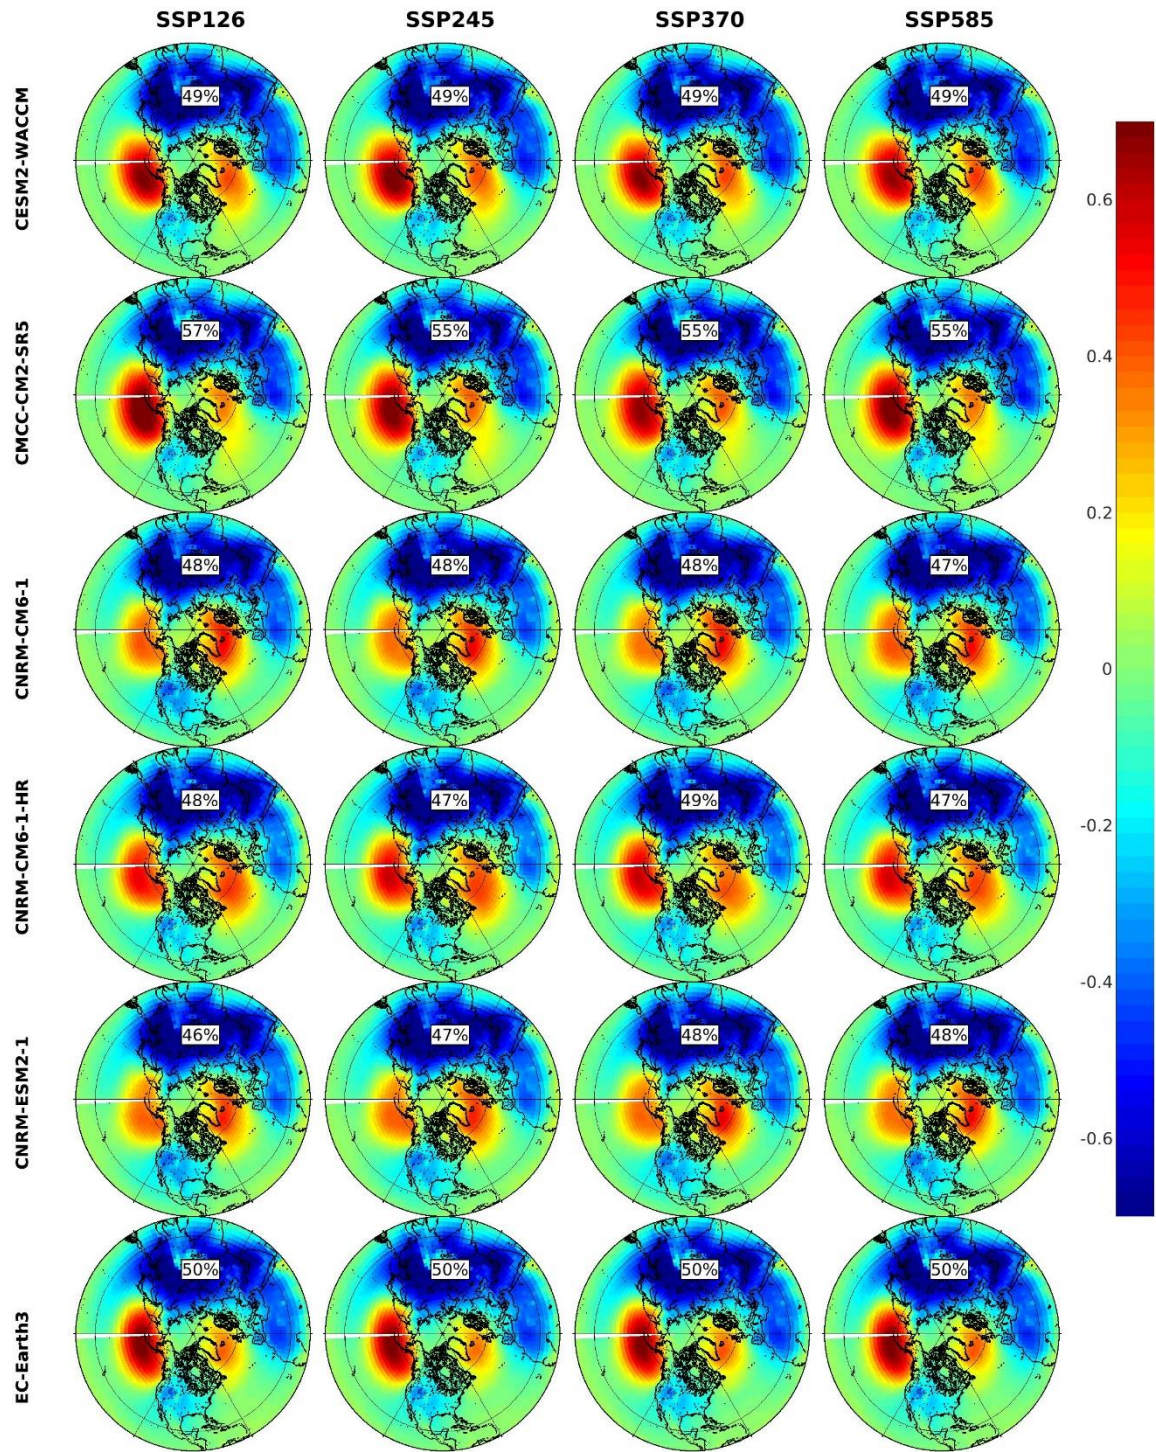 SSP126 SSP245 SSP370 SSP585
CESM2-WACCM
49% 49% 49% 49%
CMCC-CM2-SR5
57% 55% 55% 55%
CNRM-CM6-1
48% 48% 48% 47%
CNRM-CM6-1-HR
48% 47% 49% 47%
CNRM-ESM2-1
46% 47% 48% 48%
EC-Earth3
50% 50% 50% 50%
0.6
0.4
0.2
0
-0.2
-0.4
-0.6